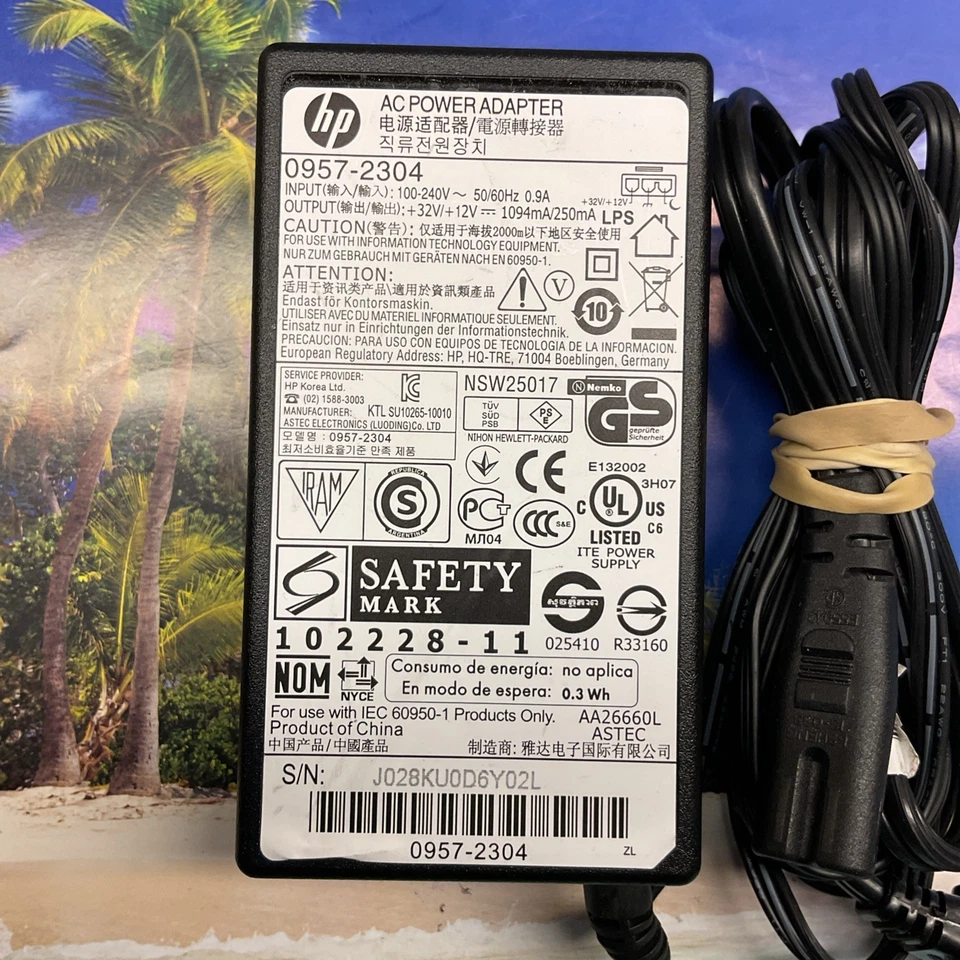 hp
AC POWER ADAPTER
电源适配器/電源轉接器
직류전원장치
0957-2304
INPUT(输入/輸入): 100-240V～ 50/60Hz 0.9A
OUTPUT(输出/輸出): +32V/+12V ⎓ 1094mA/250mA
+32V/+12V
LPS
CAUTION(警告): 仅适用于海拔2000m以下地区安全使用
FOR USE WITH INFORMATION TECHNOLOGY EQUIPMENT.
NUR ZUM GEBRAUCH MIT GERÄTEN NACH EN 60950-1.
ATTENTION:
适用于资讯类产品\適用於資訊類產品
V
10
Endast för Kontorsmaskin.
UTILISER AVEC DU MATERIEL INFORMATIQUE SEULEMENT.
Einsatz nur in Einrichtungen der Informationstechnik.
PRECAUCION: PARA USO CON EQUIPOS DE TECNOLOGIA DE LA INFORMACION.
European Regulatory Address: HP, HQ-TRE, 71004 Boeblingen, Germany
SERVICE PROVIDER:
HP Korea Ltd.
☎ (02) 1588-3003
MANUFACTURER: KTL SU10265-10010
ASTEC ELECTRONICS (LUODING)Co. LTD
모델명 : 0957-2304
최저소비효율기준 만족 제품
NSW25017
TÜV
SÜD
PSB
PS
E
NIHON HEWLETT-PACKARD
N Nemko
GS
geprüfte
Sicherheit
IRAM
REPUBLICA
S
ARGENTINA
CE
PCT
МЛ04
CCC S&E
E132002
3H07
C UL ® US
LISTED C6
ITE POWER
SUPPLY
SAFETY
MARK
102228-11
025410
R33160
NOM
NYCE
Consumo de energía: no aplica
En modo de espera: 0.3 Wh
For use with IEC 60950-1 Products Only.
AA26660L
Product of China
ASTEC
中国产品/中國產品
制造商: 雅达电子国际有限公司
S/N: J028KU0D6Y02L
0957-2304
ZL